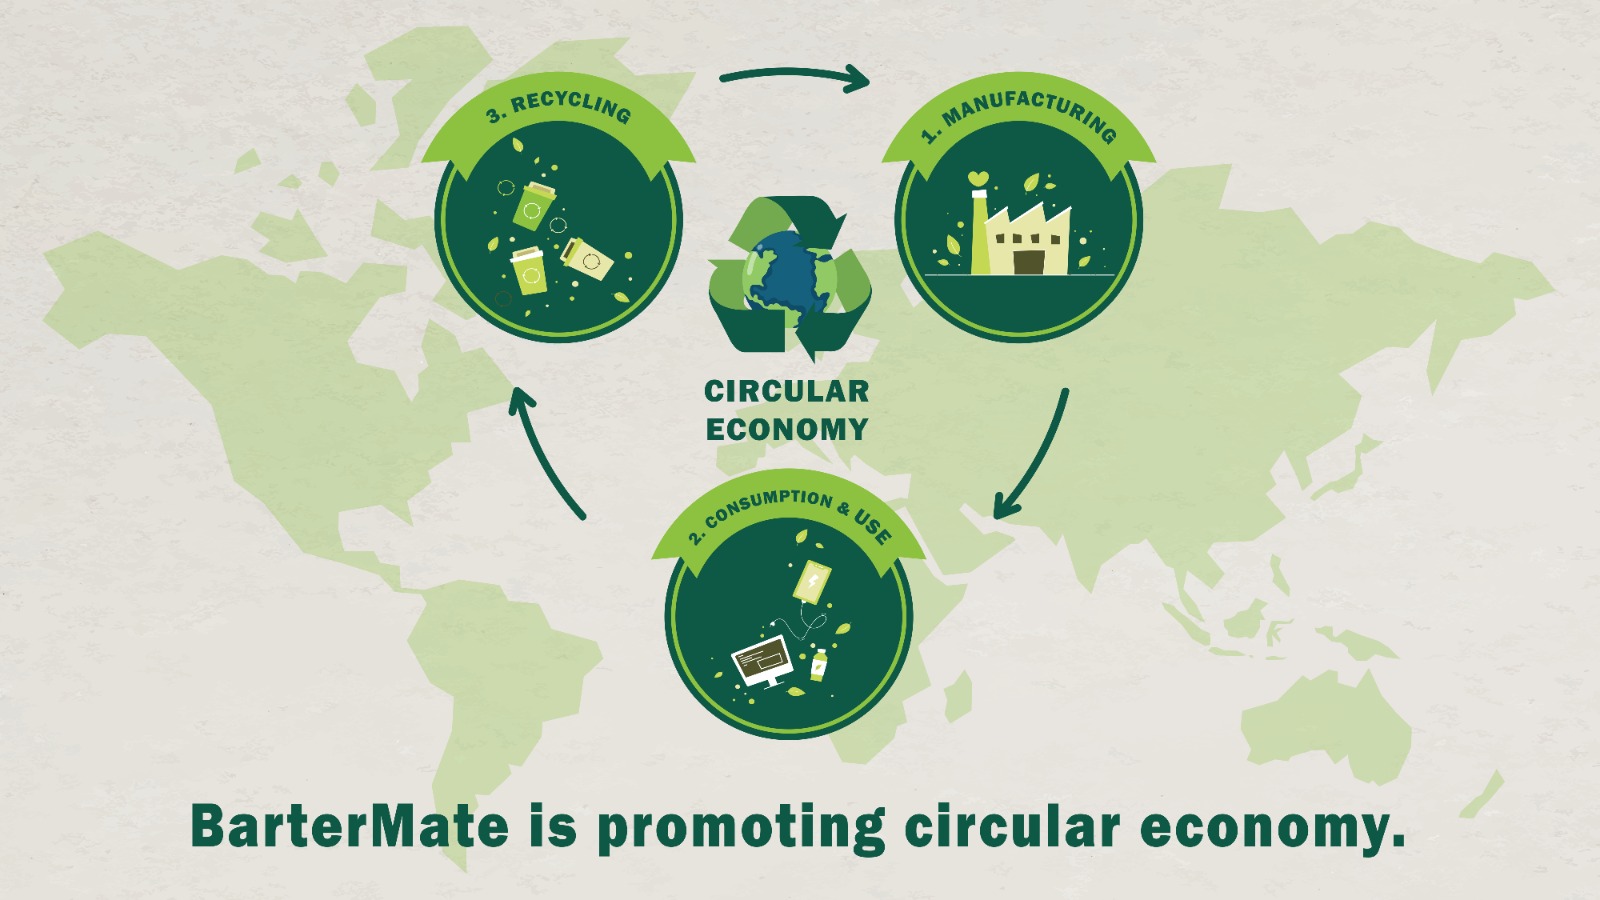 3. RECYCLING
1. MANUFACTURING
CIRCULAR
ECONOMY
2. CONSUMPTION & USE
BarterMate is promoting circular economy.